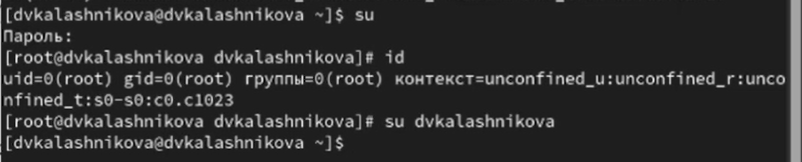 [dvkalashnikova@dvkalashnikova ~]$ su
Пароль:
[root@dvkalashnikova dvkalashnikova]# id
uid=0(root) gid=0(root) группы=0(root) контекст=unconfined_u:unconfined_r:unco
nfined_t:s0-s0:c0.c1023
[root@dvkalashnikova dvkalashnikova]# su dvkalashnikova
[dvkalashnikova@dvkalashnikova ~]$